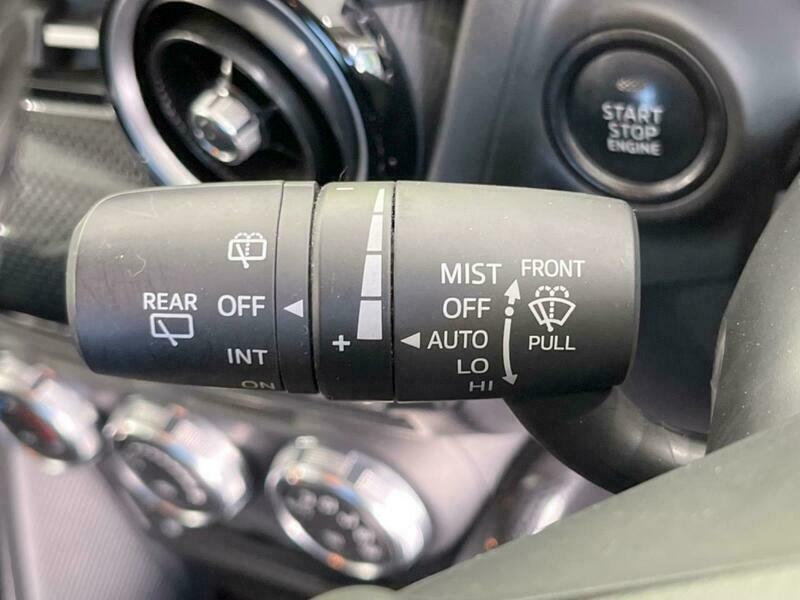 START
STOP
ENGINE
REAR
OFF
INT
ON
-
+
MIST
OFF
AUTO
LO
HI
FRONT
PULL